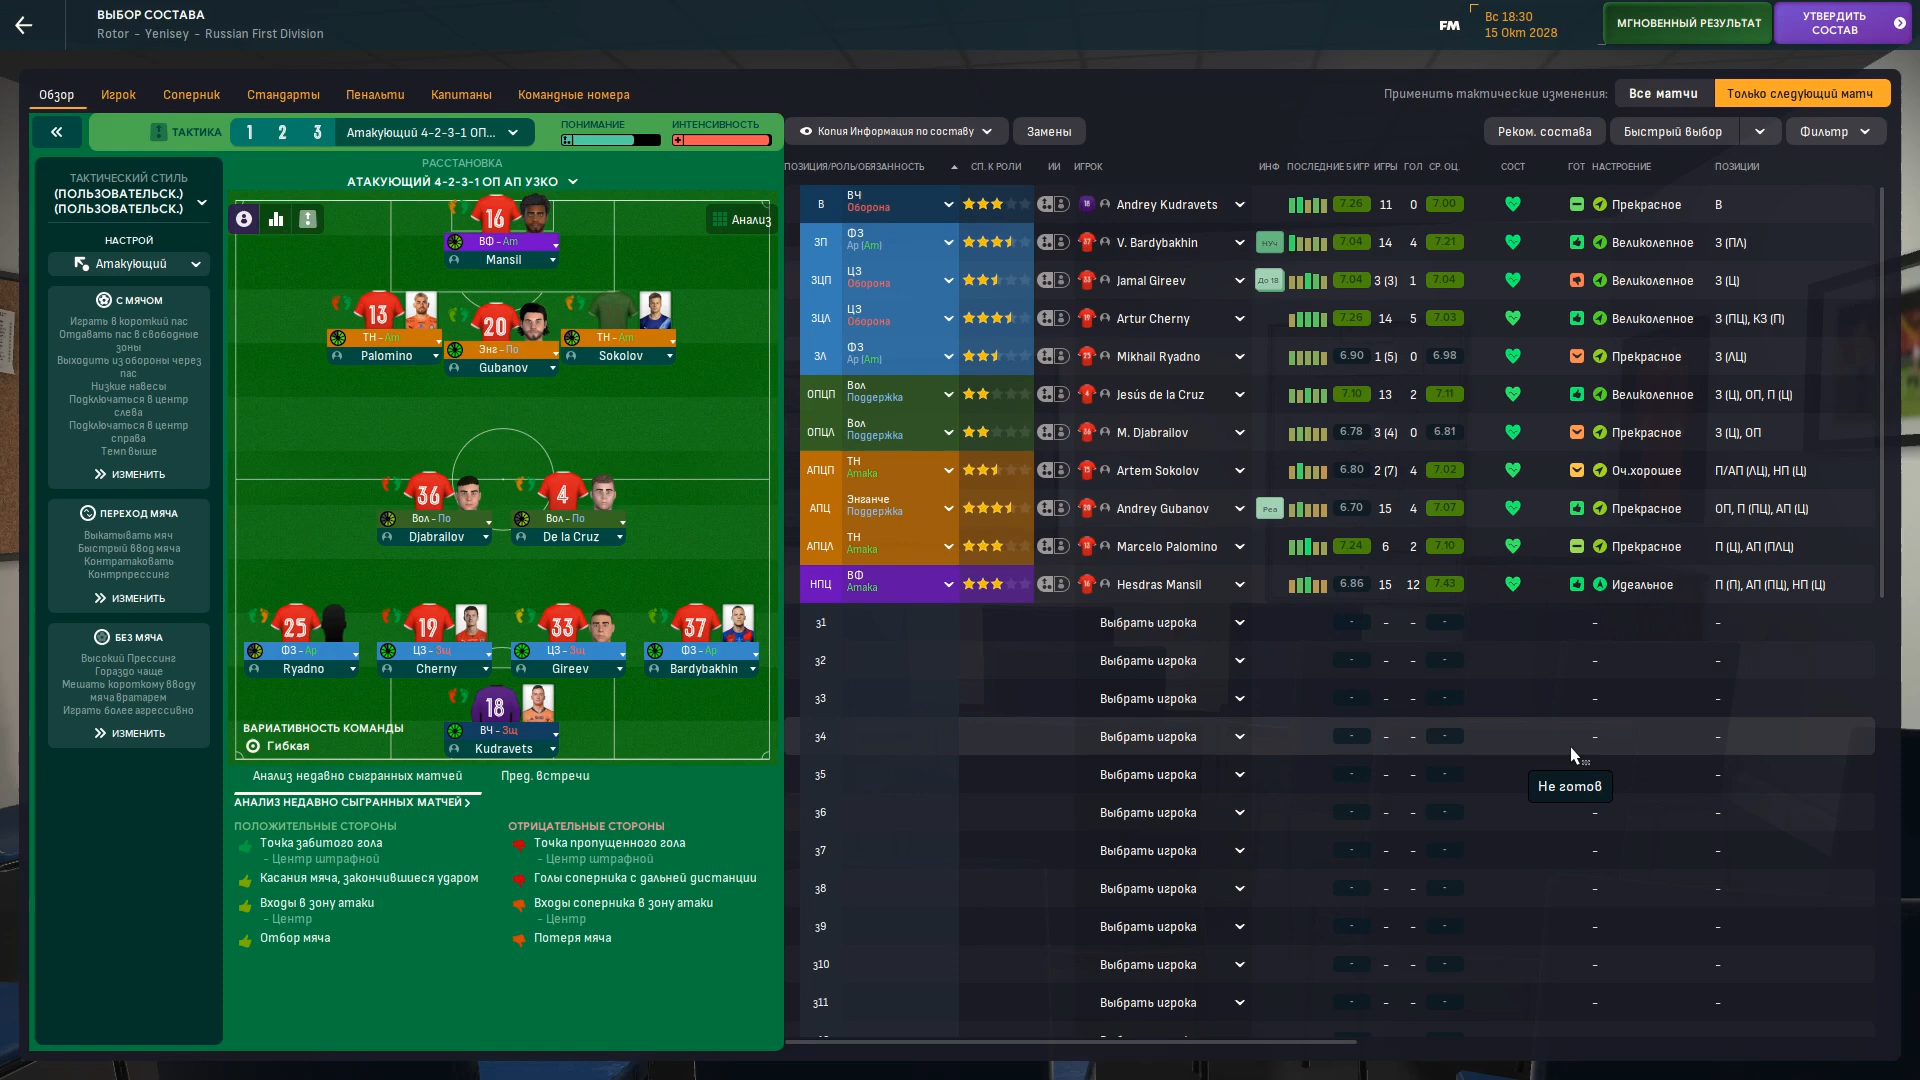 ВЫБОР СОСТАВА
Rotor - Yenisey - Russian First Division
FM
Вс 18:30
15 Окт 2028
МГНОВЕННЫЙ РЕЗУЛЬТАТ
УТВЕРДИТЬ СОСТАВ
Обзор Игрок Соперник Стандарты Пенальти Капитаны Командные номера
Применить тактические изменения: Все матчи Только следующий матч
ТАКТИКА 1 2 3 Атакующий 4-2-3-1 ОП...
ПОНИМАНИЕ ИНТЕНСИВНОСТЬ
Копия Информация по составу Замены Реком. состава Быстрый выбор Фильтр
ТАКТИЧЕСКИЙ СТИЛЬ
(ПОЛЬЗОВАТЕЛЬСК.)
(ПОЛЬЗОВАТЕЛЬСК.)
НАСТРОЙ
Атакующий
С МЯЧОМ
Играть в короткий пас
Отдавать пас в свободные
зоны
Выходить из обороны через
пас
Низкие навесы
Подключаться в центр
слева
Подключаться в центр
справа
Темп выше
ИЗМЕНИТЬ
ПЕРЕХОД МЯЧА
Выкатывать мяч
Быстрый ввод мяча
Контратаковать
Контрпрессинг
ИЗМЕНИТЬ
БЕЗ МЯЧА
Высокий Прессинг
Гораздо чаще
Мешать короткому вводу
мяча вратарем
Играть более агрессивно
ИЗМЕНИТЬ
РАССТАНОВКА
АТАКУЮЩИЙ 4-2-3-1 ОП АП УЗКО
Анализ
16
ВФ - Ат
Mansil
13
ТН - Ат
Palomino
20
Энг - По
Gubanov
ТН - Ат
Sokolov
36
Вол - По
Djabrailov
4
Вол - По
De la Cruz
25
ФЗ - Ар
Ryadno
19
ЦЗ - Зщ
Cherny
33
ЦЗ - Зщ
Gireev
37
ФЗ - Ар
Bardybakhin
18
ВЧ - Зщ
Kudravets
ВАРИАТИВНОСТЬ КОМАНДЫ
Гибкая
Анализ недавно сыгранных матчей Пред. встречи
АНАЛИЗ НЕДАВНО СЫГРАННЫХ МАТЧЕЙ >
ПОЛОЖИТЕЛЬНЫЕ СТОРОНЫ
Точка забитого гола
- Центр штрафной
Касания мяча, закончившиеся ударом
Входы в зону атаки
- Центр
Отбор мяча
ОТРИЦАТЕЛЬНЫЕ СТОРОНЫ
Точка пропущенного гола
- Центр штрафной
Голы соперника с дальней дистанции
Входы соперника в зону атаки
- Центр
Потеря мяча
ПОЗИЦИЯ/РОЛЬ/ОБЯЗАННОСТЬ СП. К РОЛИ ИИ ИГРОК ИНФ ПОСЛЕДНИЕ 5 ИГР ИГРЫ ГОЛ СР. ОЦ. СОСТ ГОТ НАСТРОЕНИЕ ПОЗИЦИИ
В ВЧ Оборона Andrey Kudravets 7.26 11 0 7.00 Прекрасное В
ЗП ФЗ Ар (Ат) V. Bardybakhin НУч 7.04 14 4 7.21 Великолепное З (ПЛ)
ЗЦП ЦЗ Оборона Jamal Gireev До 18 7.04 3 (3) 1 7.04 Великолепное З (Ц)
ЗЦЛ ЦЗ Оборона Artur Cherny 7.26 14 5 7.03 Великолепное З (ПЦ), КЗ (П)
ЗЛ ФЗ Ар (Ат) Mikhail Ryadno 6.90 1 (5) 0 6.98 Прекрасное З (ЛЦ)
ОПЦП Вол Поддержка Jesús de la Cruz 7.10 13 2 7.11 Великолепное З (Ц), ОП, П (Ц)
ОПЦЛ Вол Поддержка M. Djabrailov 6.78 3 (4) 0 6.81 Прекрасное З (Ц), ОП
АПЦП ТН Атака Artem Sokolov 6.80 2 (7) 4 7.02 Оч.хорошее П/АП (ЛЦ), НП (Ц)
АПЦ Энганче Поддержка Andrey Gubanov Реа 6.70 15 4 7.07 Прекрасное ОП, П (ПЦ), АП (Ц)
АПЦЛ ТН Атака Marcelo Palomino 7.24 6 2 7.10 Прекрасное П (Ц), АП (ПЛЦ)
НПЦ ВФ Атака Hesdras Mansil 6.86 15 12 7.43 Идеальное П (П), АП (ПЦ), НП (Ц)
З1 Выбрать игрока - - - - - -
З2 Выбрать игрока - - - - - -
З3 Выбрать игрока - - - - - -
З4 Выбрать игрока - - - - - -
З5 Выбрать игрока - - - - -
Не готов
З6 Выбрать игрока - - - - - -
З7 Выбрать игрока - - - - - -
З8 Выбрать игрока - - - - - -
З9 Выбрать игрока - - - - - -
З10 Выбрать игрока - - - - - -
З11 Выбрать игрока - - - - - -